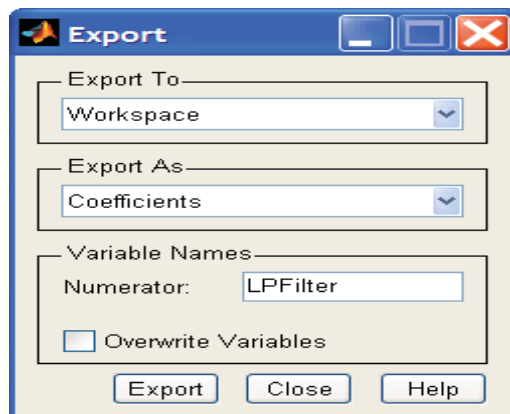 Export
Export To
Workspace
Export As
Coefficients
Variable Names
Numerator: LPFilter
Overwrite Variables
Export Close Help